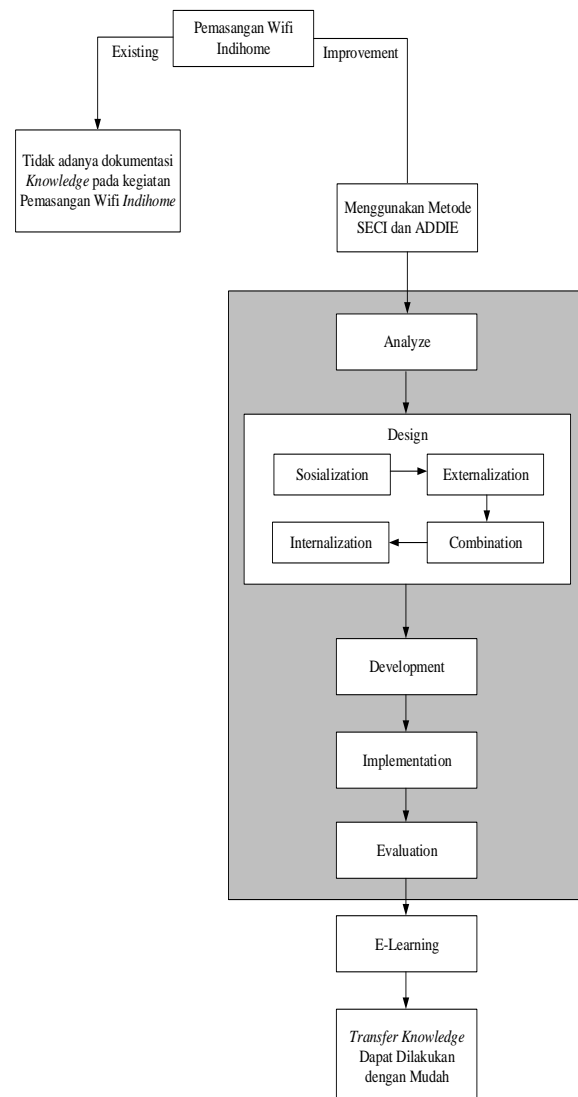 Pemasangan Wifi
Indihome
Existing
Improvement
Tidak adanya dokumentasi
Knowledge pada kegiatan
Pemasangan Wifi Indihome
Menggunakan Metode
SECI dan ADDIE
Analyze
Design
Sosialization
Externalization
Internalization
Combination
Development
Implementation
Evaluation
E-Learning
Transfer Knowledge
Dapat Dilakukan
dengan Mudah